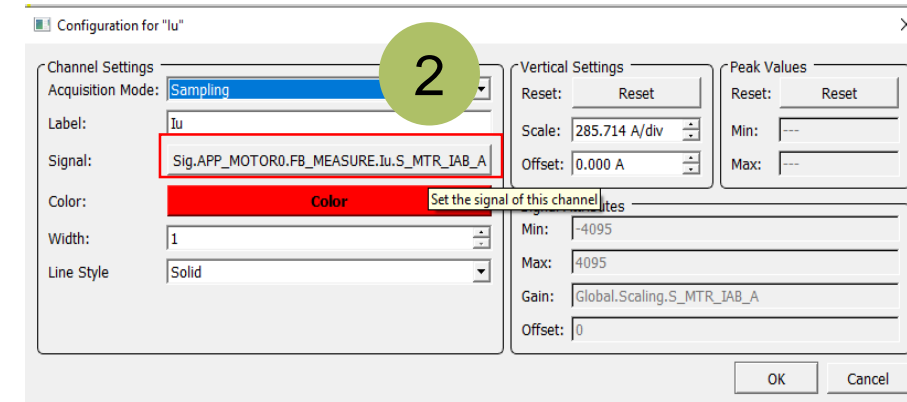 Configuration for "Iu"
2
Channel Settings
Acquisition Mode: Sampling
Label: Iu
Signal: Sig.APP_MOTOR0.FB_MEASURE.Iu.S_MTR_IAB_A
Color: Color
Set the signal of this channel
Width: 1
Line Style Solid
Vertical Settings
Reset: Reset
Scale: 285.714 A/div
Offset: 0.000 A
Peak Values
Reset: Reset
Min: ---
Max: ---
Min: -4095
Max: 4095
Gain: Global.Scaling.S_MTR_IAB_A
Offset: 0
OK Cancel